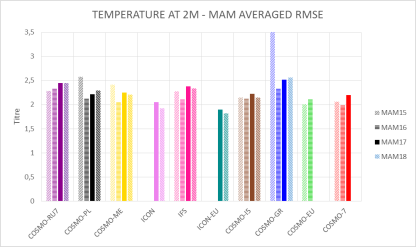 TEMPERATURE AT 2M - MAM AVERAGED RMSE
3,5
3
2,5
2
1,5
1
0,5
0
Titre
COSMO-RU7
COSMO-PL
COSMO-ME
ICON
IFS
ICON-EU
COSMO-IS
COSMO-GR
COSMO-EU
COSMO-7
MAM15
MAM16
MAM17
MAM18